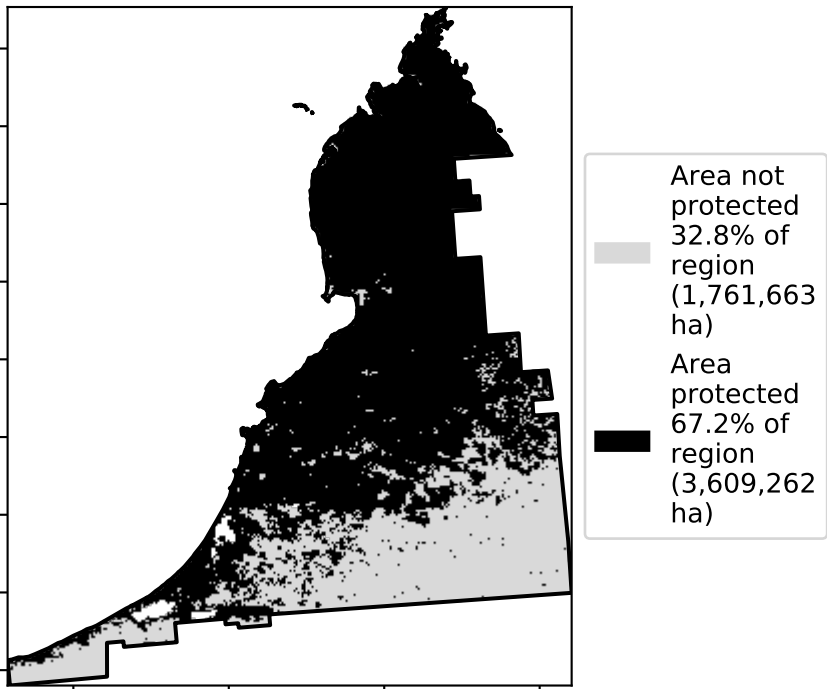 Area not
protected
32.8% of
region
(1,761,663
ha)
Area
protected
67.2% of
region
(3,609,262
ha)